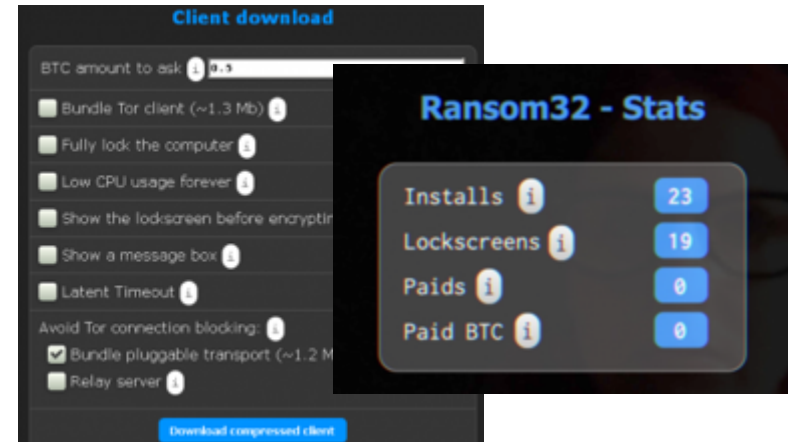 Client download
BTC amount to ask i 0.5
Bundle Tor client (~1.3 Mb) i
Fully lock the computer i
Low CPU usage forever i
Show the lockscreen before encryptin
Show a message box i
Latent Timeout i
Avoid Tor connection blocking: i
Bundle pluggable transport (~1.2 M
Relay server i
Download compressed client
Ransom32 - Stats
Installs i 23
Lockscreens i 19
Paids i 0
Paid BTC i 0